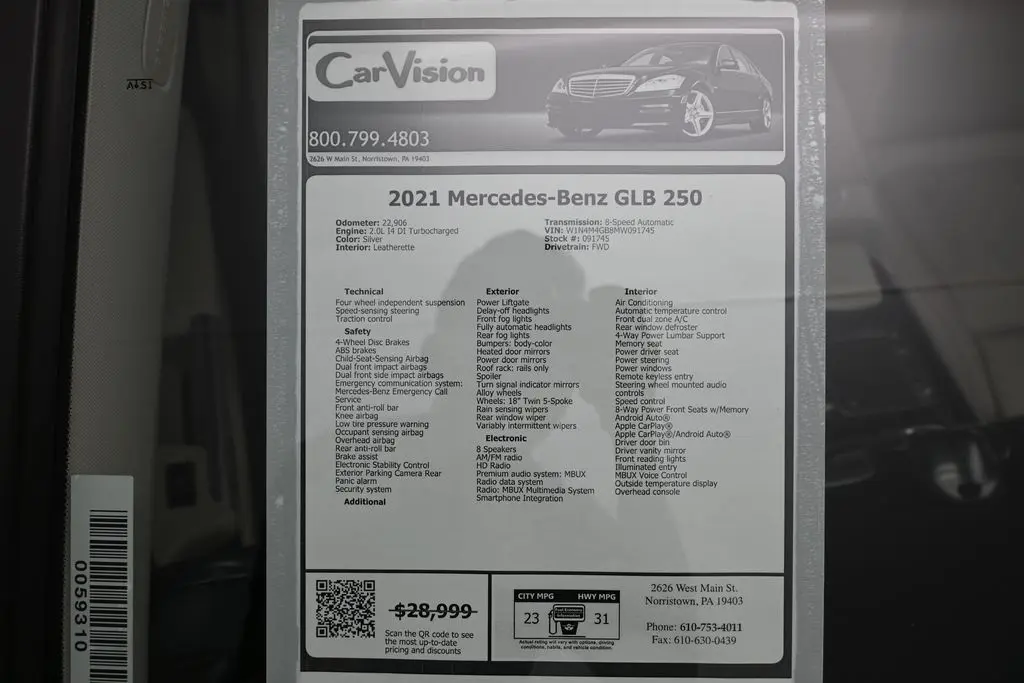 CarVision
800.799.4803
2626 W Main St, Norristown, PA 19403
2021 Mercedes-Benz GLB 250
Odometer: 22,906
Engine: 2.0L I4 DI Turbocharged
Color: Silver
Interior: Leatherette
Transmission: 8-Speed Automatic
VIN: W1N4M4GB8MW091745
Stock #: 091745
Drivetrain: FWD
Technical
Four wheel independent suspension
Speed-sensing steering
Traction control
Safety
4-Wheel Disc Brakes
ABS brakes
Child-Seat-Sensing Airbag
Dual front impact airbags
Dual front side impact airbags
Emergency communication system:
Mercedes-Benz Emergency Call
Service
Front anti-roll bar
Knee airbag
Low tire pressure warning
Occupant sensing airbag
Overhead airbag
Rear anti-roll bar
Brake assist
Electronic Stability Control
Exterior Parking Camera Rear
Panic alarm
Security system
Additional
Exterior
Power Liftgate
Delay-off headlights
Front fog lights
Fully automatic headlights
Rear fog lights
Bumpers: body-color
Heated door mirrors
Power door mirrors
Roof rack: rails only
Spoiler
Turn signal indicator mirrors
Alloy wheels
Wheels: 18" Twin 5-Spoke
Rain sensing wipers
Rear window wiper
Variably intermittent wipers
Electronic
8 Speakers
AM/FM radio
HD Radio
Premium audio system: MBUX
Radio data system
Radio: MBUX Multimedia System
Smartphone Integration
Interior
Air Conditioning
Automatic temperature control
Front dual zone A/C
Rear window defroster
4-Way Power Lumbar Support
Memory seat
Power driver seat
Power steering
Power windows
Remote keyless entry
Steering wheel mounted audio
controls
Speed control
8-Way Power Front Seats w/Memory
Android Auto®
Apple CarPlay®
Apple CarPlay®/Android Auto®
Driver door bin
Driver vanity mirror
Front reading lights
Illuminated entry
MBUX Voice Control
Outside temperature display
Overhead console
$28,999
Scan the QR code to see
the most up-to-date
pricing and discounts
CITY MPG HWY MPG
23 31
Fuel Economy
Information
Actual rating will vary with options, driving
conditions, habits, and vehicle condition.
2626 West Main St.
Norristown, PA 19403
Phone: 610-753-4011
Fax: 610-630-0439
0059310